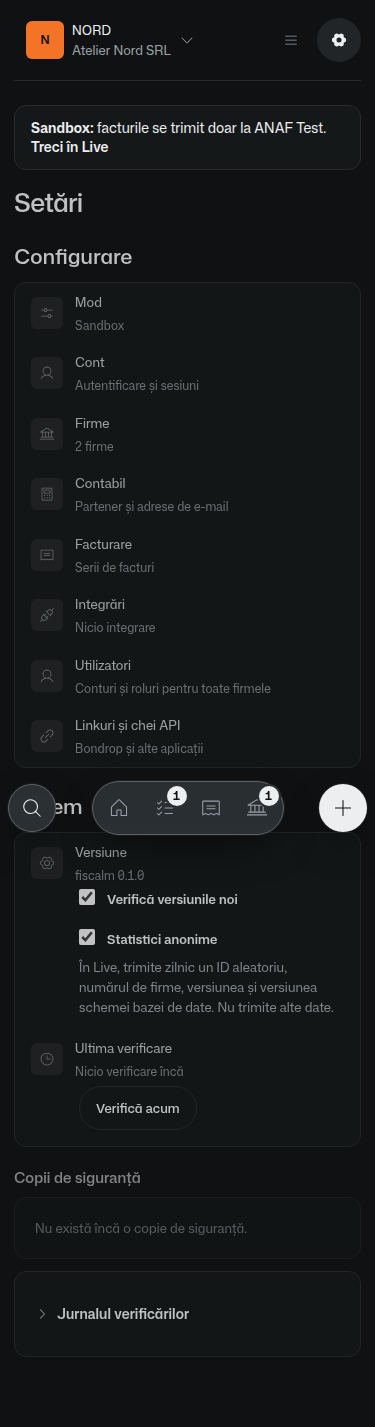 N
NORD
Atelier Nord SRL
Sandbox: facturile se trimit doar la ANAF Test.
Treci în Live
Setări
Configurare
Mod
Sandbox
Cont
Autentificare și sesiuni
Firme
2 firme
Contabil
Partener și adrese de e-mail
Facturare
Serii de facturi
Integrări
Nicio integrare
Utilizatori
Conturi și roluri pentru toate firmele
Linkuri și chei API
Bondrop și alte aplicații
em
1
1
Versiune
fiscalm 0.1.0
Verifică versiunile noi
Statistici anonime
În Live, trimite zilnic un ID aleatoriu,
numărul de firme, versiunea și versiunea
schemei bazei de date. Nu trimite alte date.
Ultima verificare
Nicio verificare încă
Verifică acum
Copii de siguranță
Nu există încă o copie de siguranță.
Jurnalul verificărilor